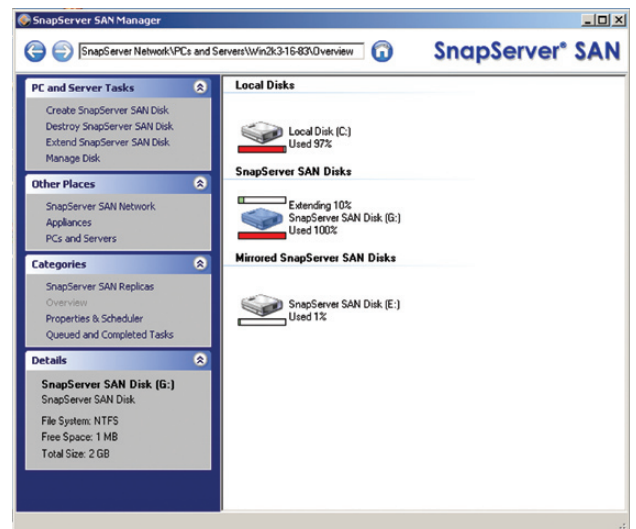 SnapServer SAN Manager
SnapServer Network\PCs and Servers\Win2k3-16-83\Overview
SnapServer® SAN
PC and Server Tasks
Create SnapServer SAN Disk
Destroy SnapServer SAN Disk
Extend SnapServer SAN Disk
Manage Disk
Other Places
SnapServer SAN Network
Appliances
PCs and Servers
Categories
SnapServer SAN Replicas
Overview
Properties & Scheduler
Queued and Completed Tasks
Details
SnapServer SAN Disk (G:)
SnapServer SAN Disk
File System: NTFS
Free Space: 1 MB
Total Size: 2 GB
Local Disks
Local Disk (C:)
Used 97%
SnapServer SAN Disks
Extending 10%
SnapServer SAN Disk (G:)
Used 100%
Mirrored SnapServer SAN Disks
SnapServer SAN Disk (E:)
Used 1%